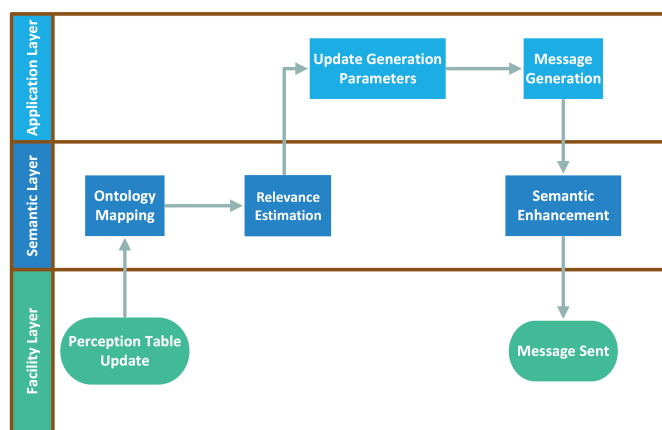 Application Layer
Update Generation
Parameters
Message
Generation
Semantic Layer
Ontology
Mapping
Relevance
Estimation
Semantic
Enhancement
Facility Layer
Perception Table
Update
Message Sent